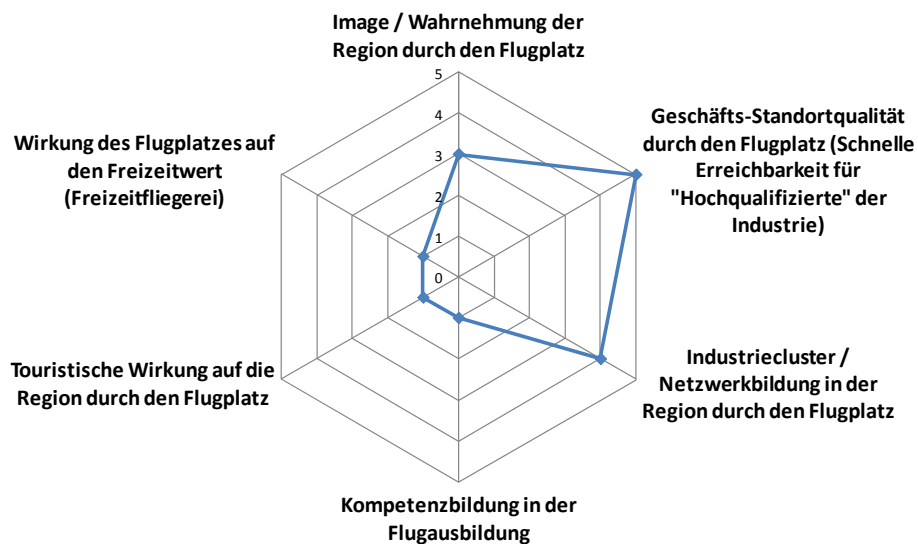 Image / Wahrnehmung der
Region durch den Flugplatz
5
4
3
2
1
0
Geschäfts-Standortqualität
durch den Flugplatz (Schnelle
Erreichbarkeit für
"Hochqualifizierte" der
Industrie)
Industriecluster /
Netzwerkbildung in der
Region durch den Flugplatz
Kompetenzbildung in der
Flugausbildung
Touristische Wirkung auf die
Region durch den Flugplatz
Wirkung des Flugplatzes auf
den Freizeitwert
(Freizeitfliegerei)